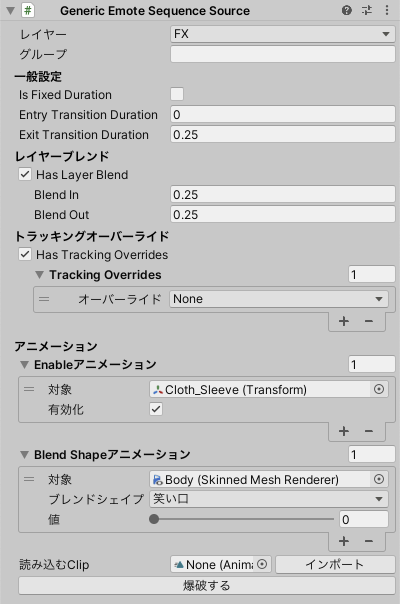 Generic Emote Sequence Source
レイヤー FX
グループ
一般設定
Is Fixed Duration
Entry Transition Duration 0
Exit Transition Duration 0.25
レイヤーブレンド
Has Layer Blend
Blend In 0.25
Blend Out 0.25
トラッキングオーバーライド
Has Tracking Overrides
Tracking Overrides 1
オーバーライド None
アニメーション
Enableアニメーション 1
対象 Cloth_Sleeve (Transform)
有効化
Blend Shapeアニメーション 1
対象 Body (Skinned Mesh Renderer)
ブレンドシェイプ 笑い口
値 0
読み込むClip None (Anim インポート
爆破する